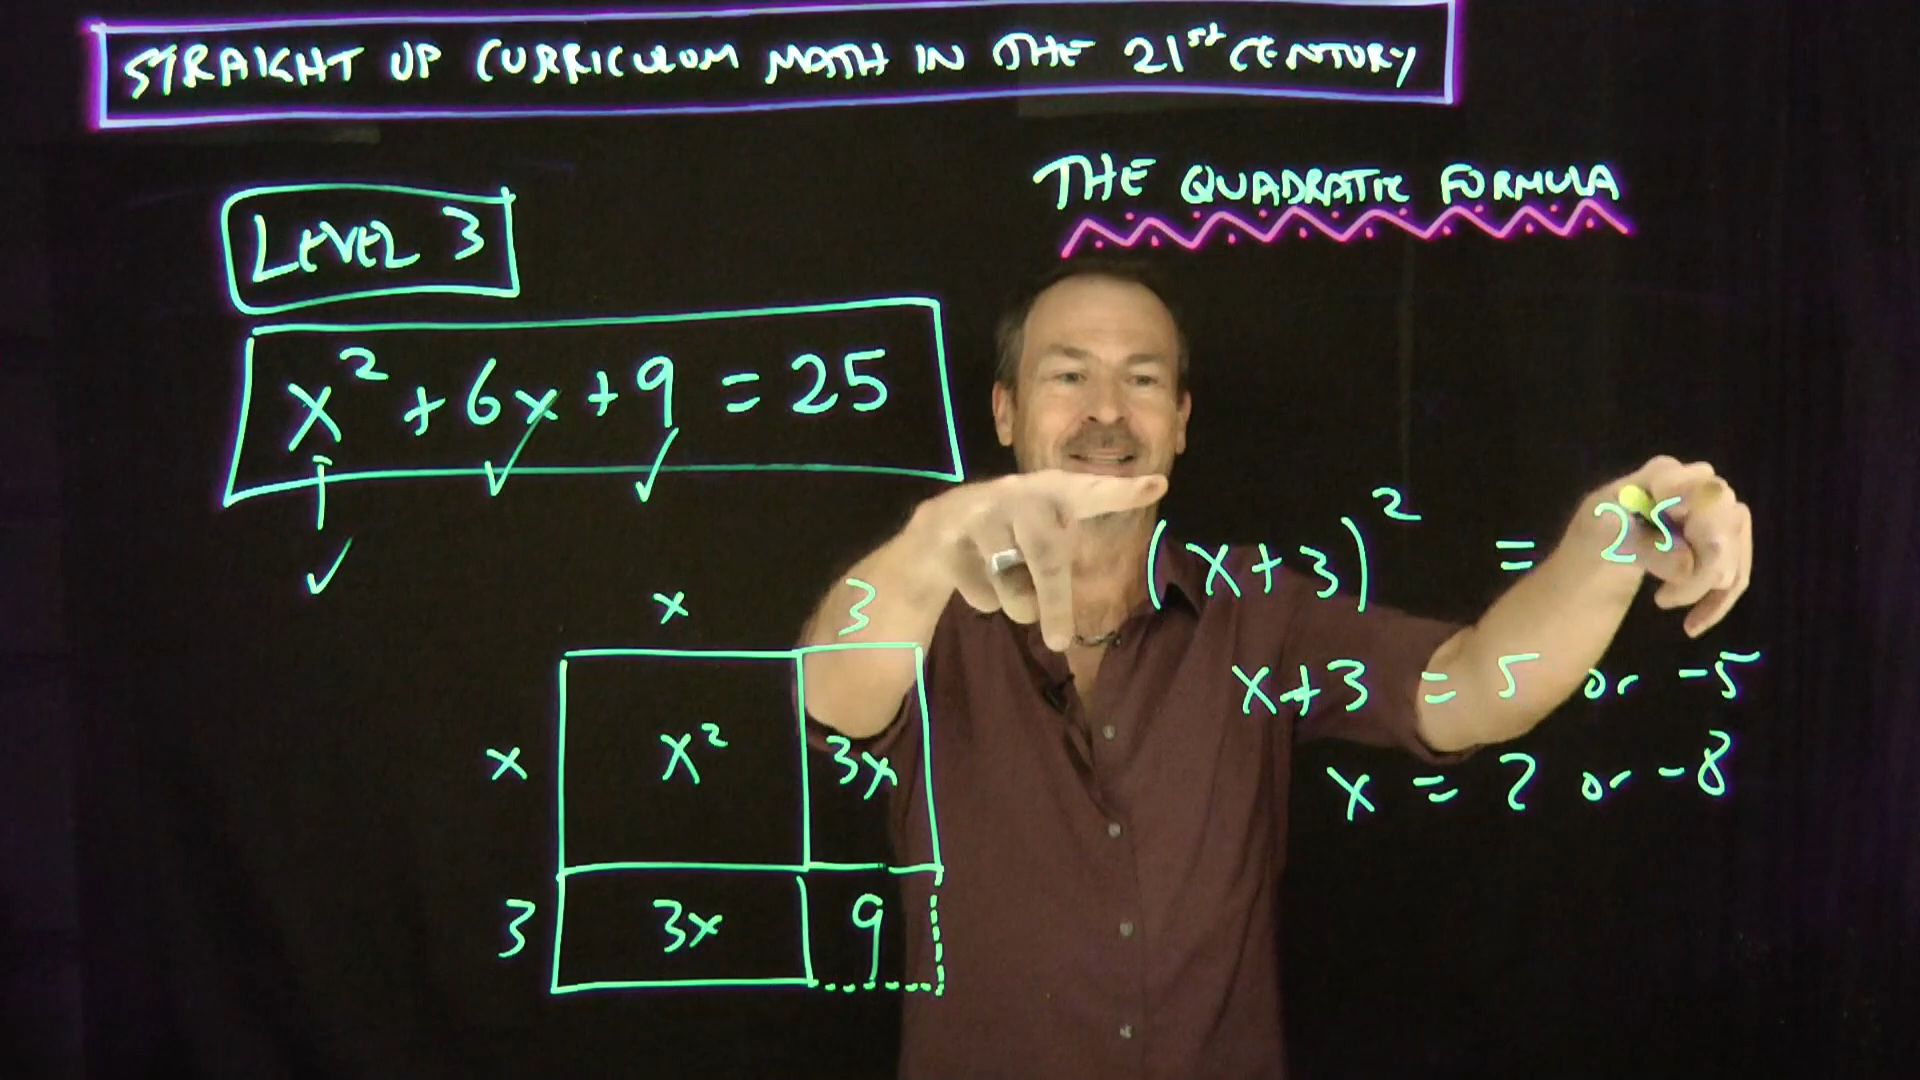 STRAIGHT UP CURRICULUM MATH IN THE 21st CENTURY
THE QUADRATIC FORMULA
LEVEL 3
x² + 6x + 9 = 25
(x+3)² = 25
x+3 = 5 or -5
x = 2 or -8
x 3
x x² 3x
3 3x 9